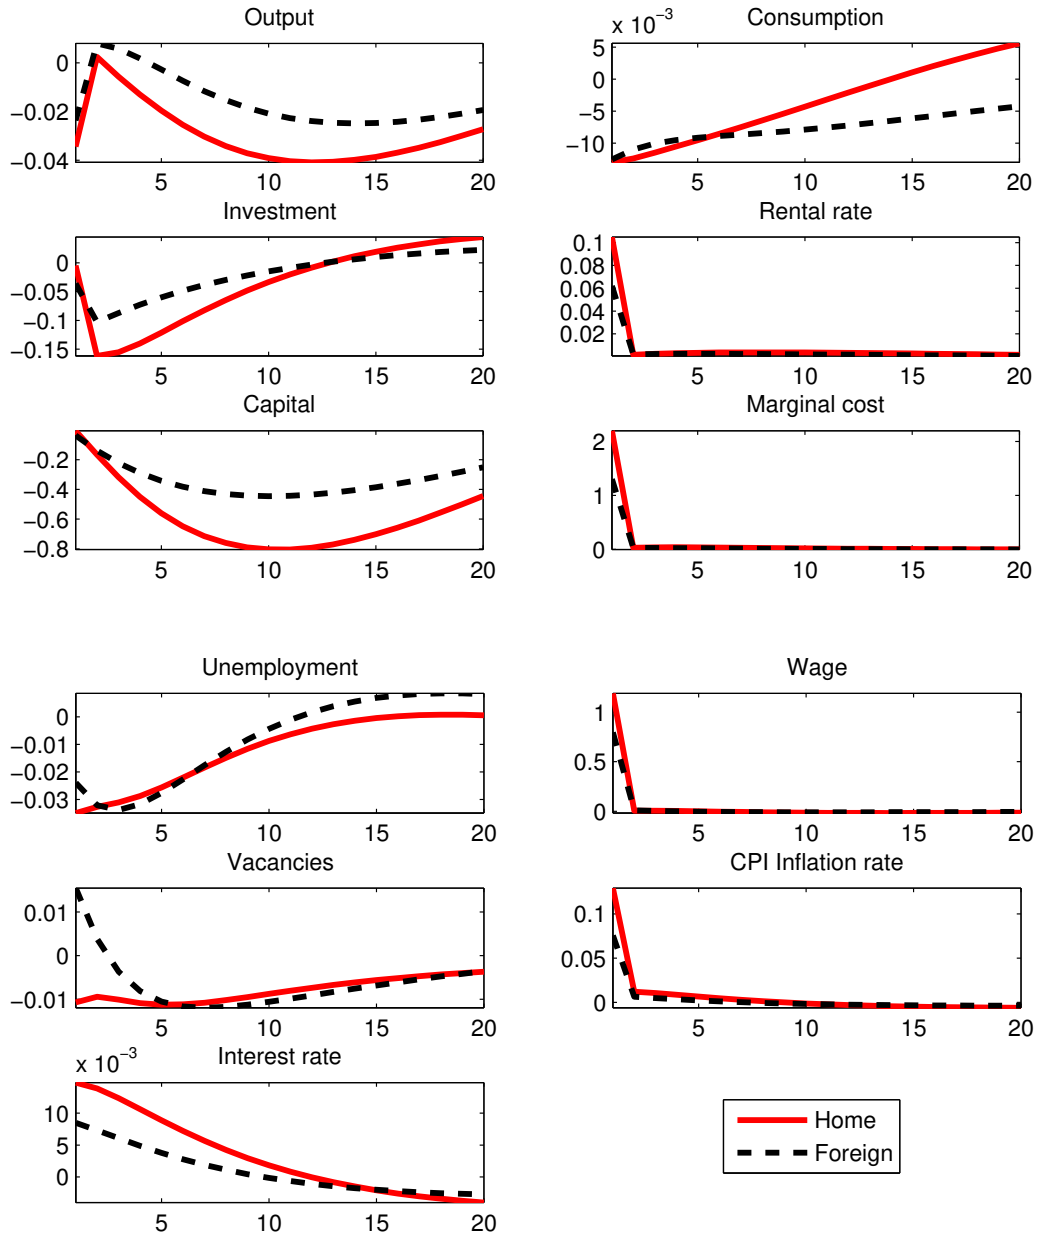 Output
0
−0.02
−0.04
5 10 15 20
Consumption
x 10−3
5
0
−5
−10
5 10 15 20
Investment
0
−0.05
−0.1
−0.15
5 10 15 20
Rental rate
0.1
0.08
0.06
0.04
0.02
5 10 15 20
Capital
−0.2
−0.4
−0.6
−0.8
5 10 15 20
Marginal cost
2
1
0
5 10 15 20
Unemployment
0
−0.01
−0.02
−0.03
5 10 15 20
Wage
1
0.5
0
5 10 15 20
Vacancies
0.01
0
−0.01
5 10 15 20
CPI Inflation rate
0.1
0.05
0
5 10 15 20
Interest rate
x 10−3
10
5
0
5 10 15 20
Home
Foreign